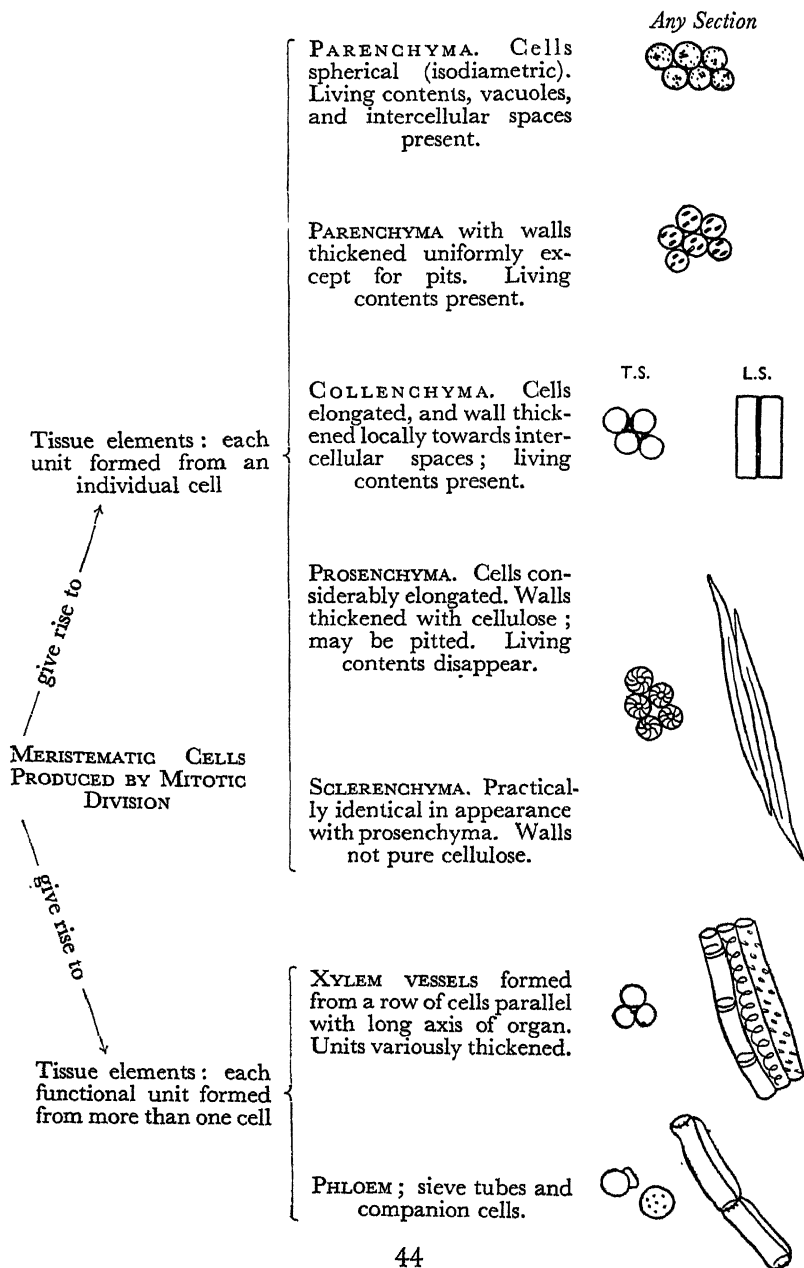 Any Section
PARENCHYMA. Cells
spherical (isodiametric).
Living contents, vacuoles,
and intercellular spaces
present.
PARENCHYMA with walls
thickened uniformly ex-
cept for pits. Living
contents present.
T.S. L.S.
COLLENCHYMA. Cells
elongated, and wall thick-
ened locally towards inter-
cellular spaces ; living
contents present.
Tissue elements : each
unit formed from an
individual cell
PROSENCHYMA. Cells con-
siderably elongated. Walls
thickened with cellulose ;
may be pitted. Living
contents disappear.
give rise to
MERISTEMATIC CELLS
PRODUCED BY MITOTIC
DIVISION
SCLERENCHYMA. Practical-
ly identical in appearance
with prosenchyma. Walls
not pure cellulose.
give rise to
XYLEM VESSELS formed
from a row of cells parallel
with long axis of organ.
Units variously thickened.
Tissue elements : each
functional unit formed
from more than one cell
PHLOEM ; sieve tubes and
companion cells.
44